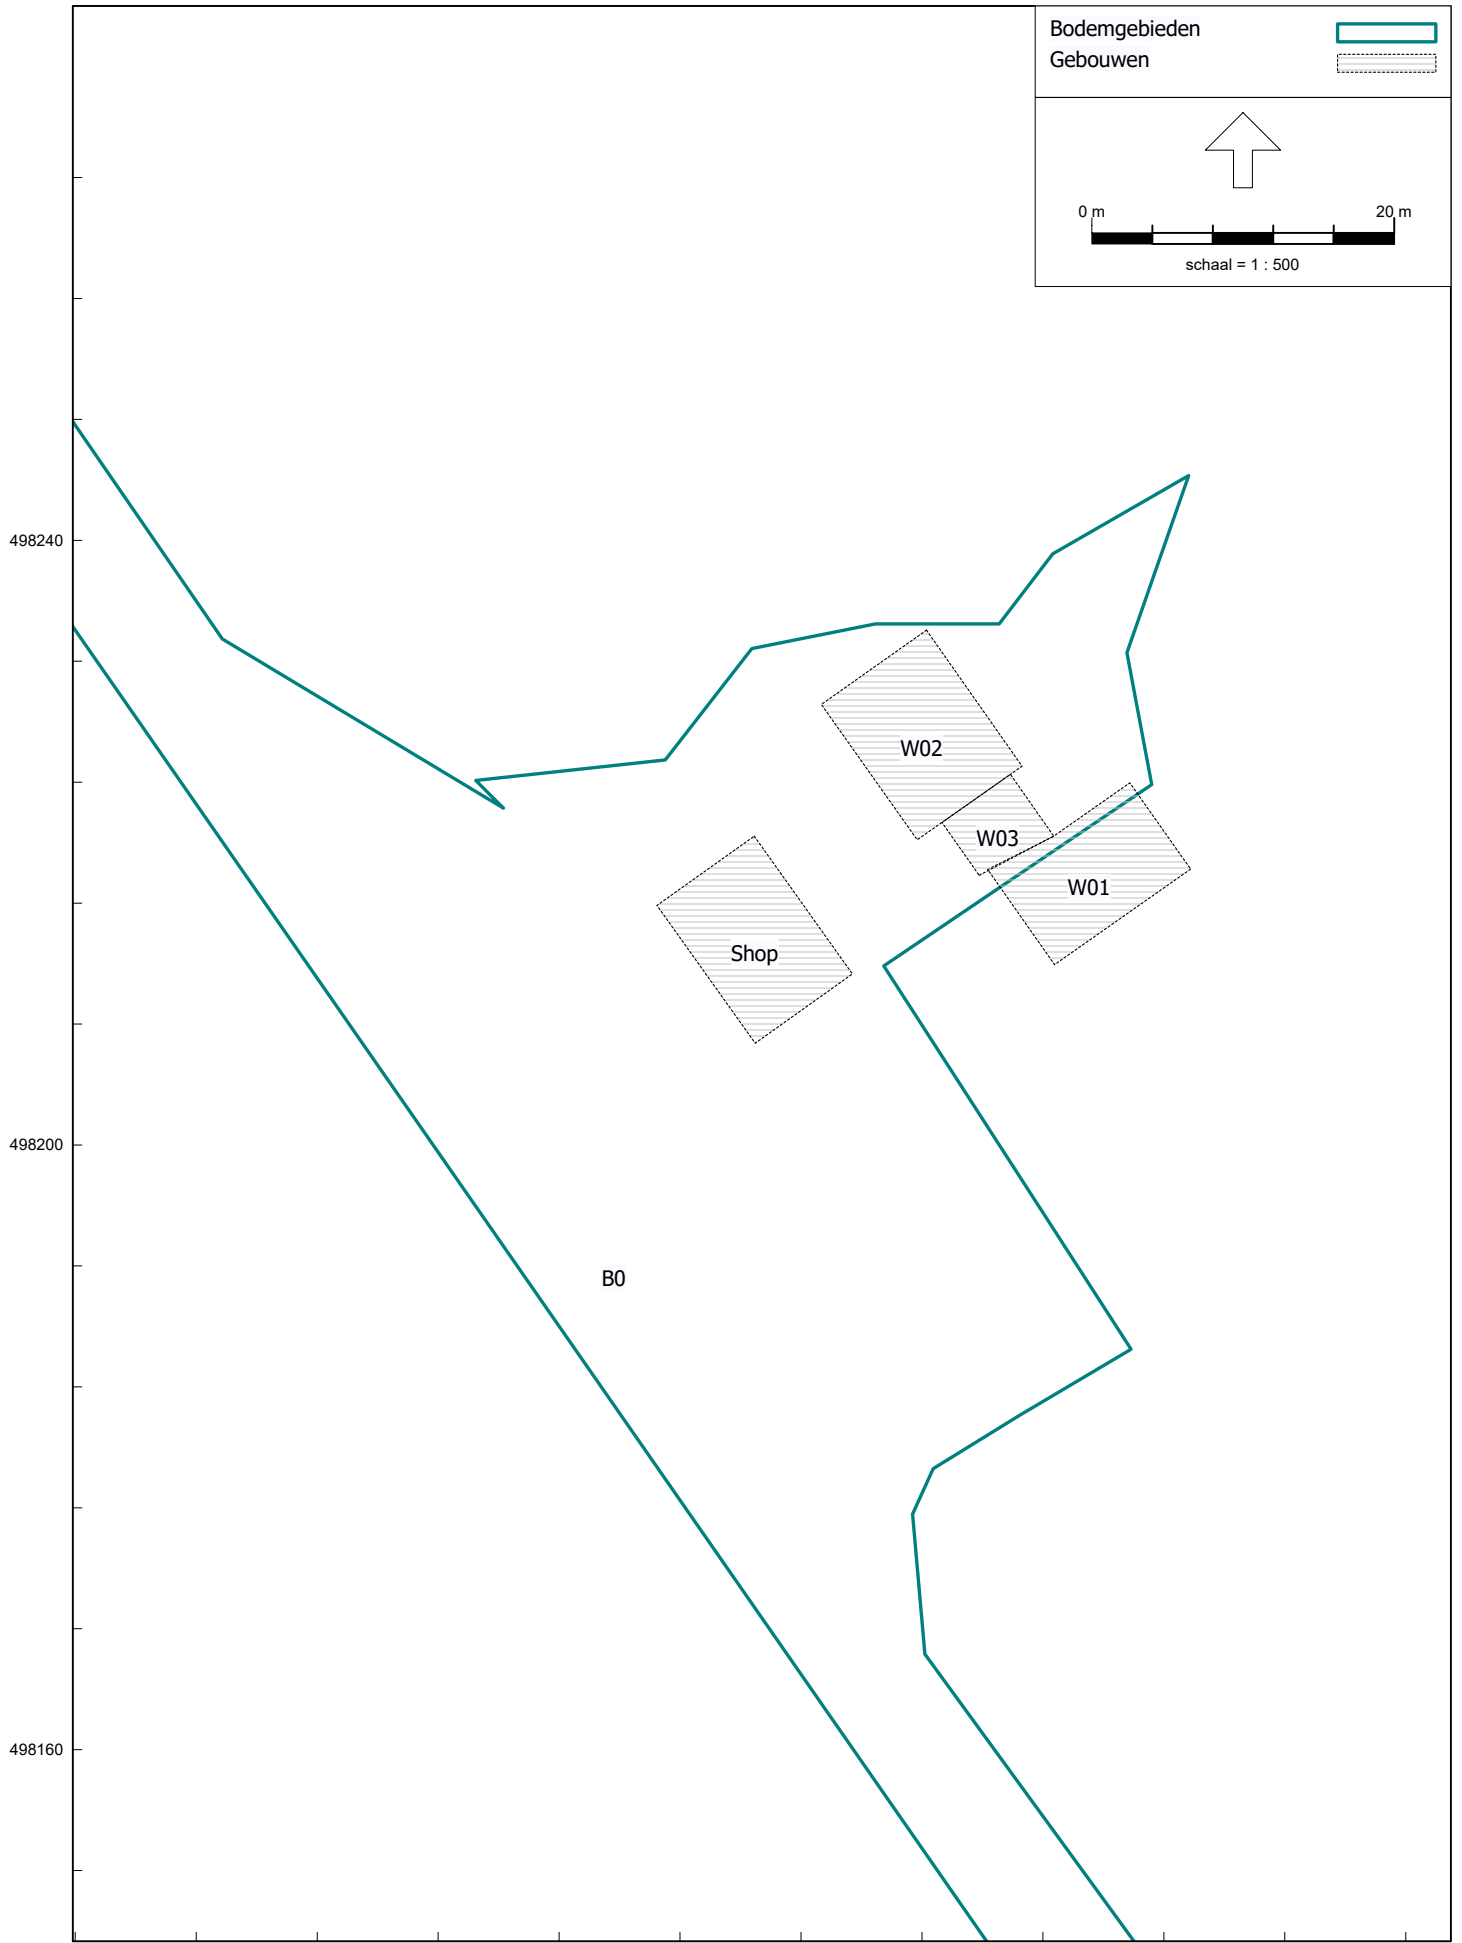 Bodemgebieden
Gebouwen
0 m 20 m
schaal = 1 : 500
498240
W02
W03
W01
Shop
498200
B0
498160